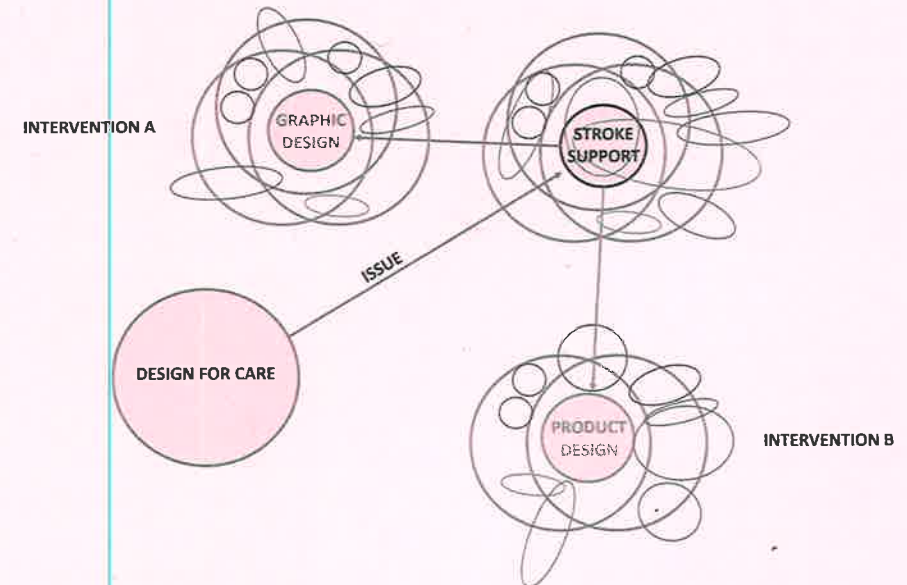 INTERVENTION A
GRAPHIC
DESIGN
STROKE
SUPPORT
ISSUE
DESIGN FOR CARE
PRODUCT
DESIGN
INTERVENTION B